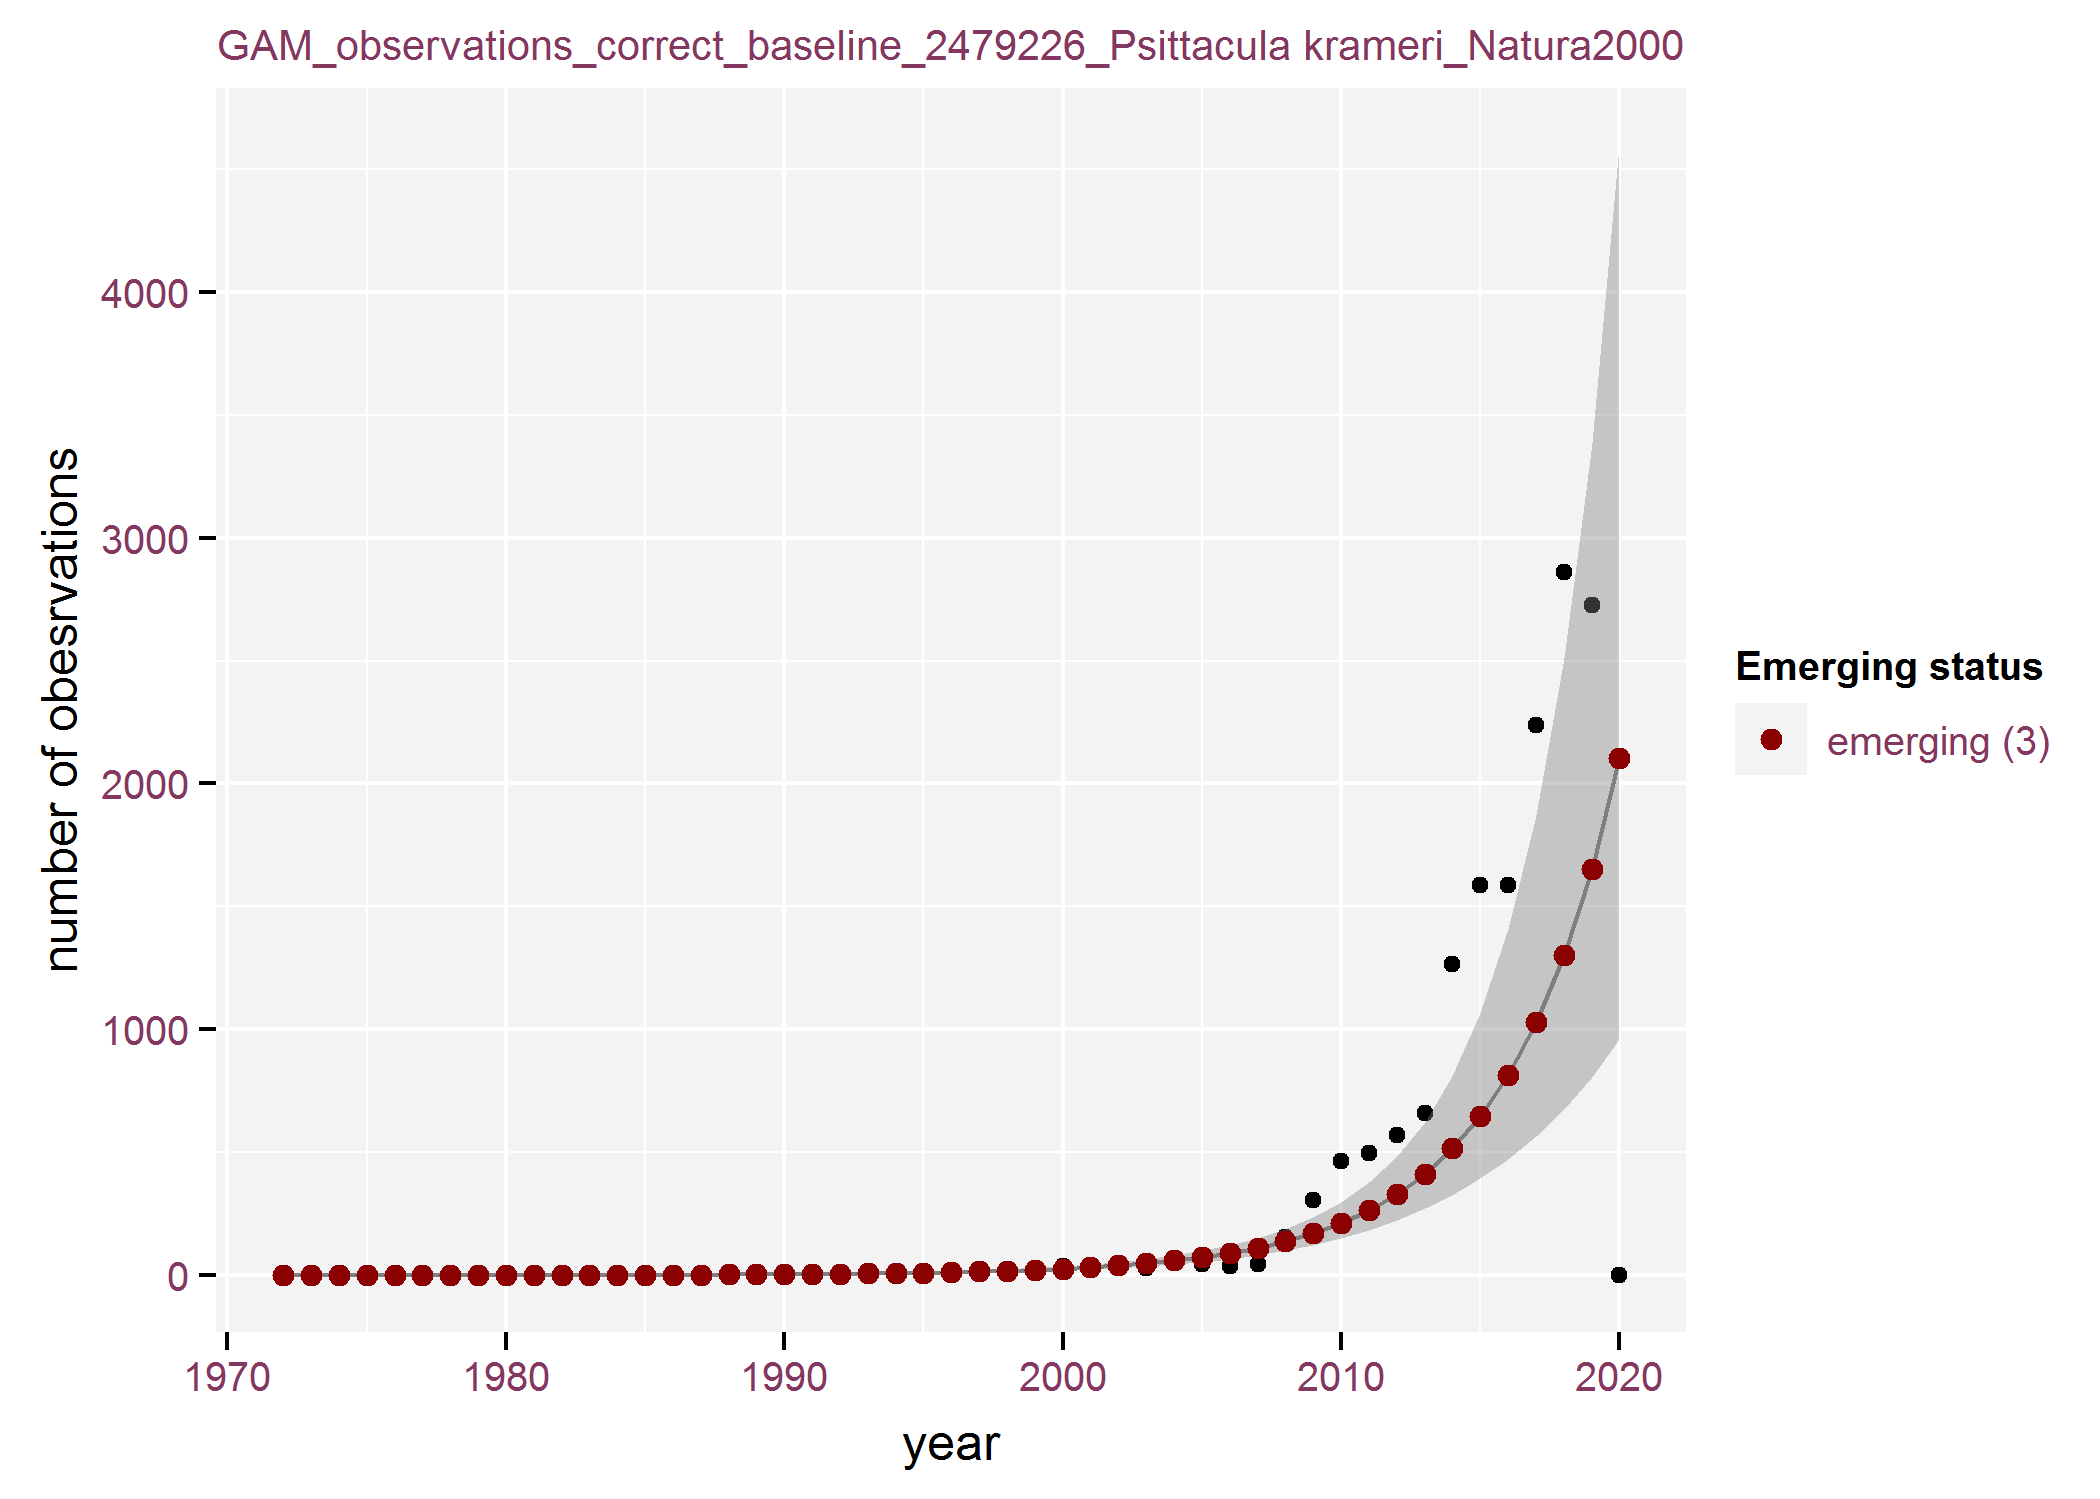 GAM_observations_correct_baseline_2479226_Psittacula krameri_Natura2000
number of obesrvations
4000
3000
2000
1000
0
1970 1980 1990 2000 2010 2020
year
Emerging status
emerging (3)